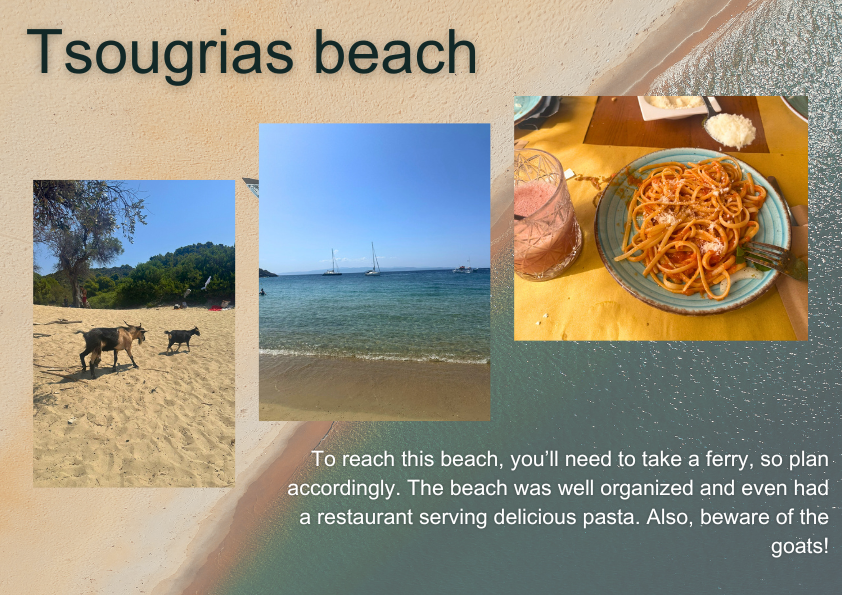 Tsougrias beach
To reach this beach, you’ll need to take a ferry, so plan
accordingly. The beach was well organized and even had
a restaurant serving delicious pasta. Also, beware of the
goats!